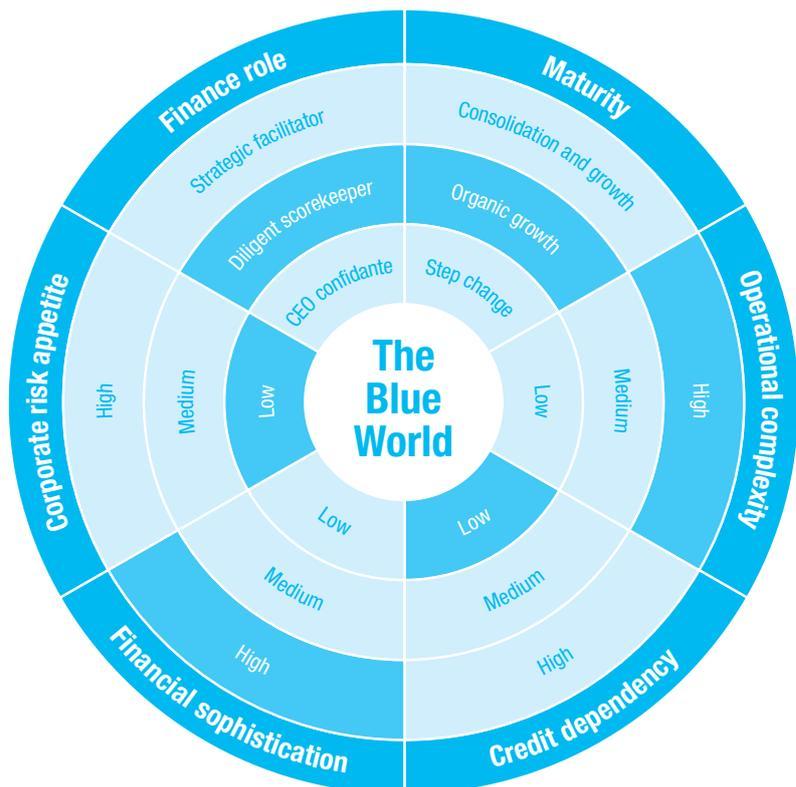 The
Blue
World
Finance role
Strategic facilitator
Diligent scorekeeper
CEO confidante
Maturity
Consolidation and growth
Organic growth
Step change
Operational complexity
High
Medium
Low
Credit dependency
High
Medium
Low
Financial sophistication
High
Medium
Low
Corporate risk appetite
High
Medium
Low